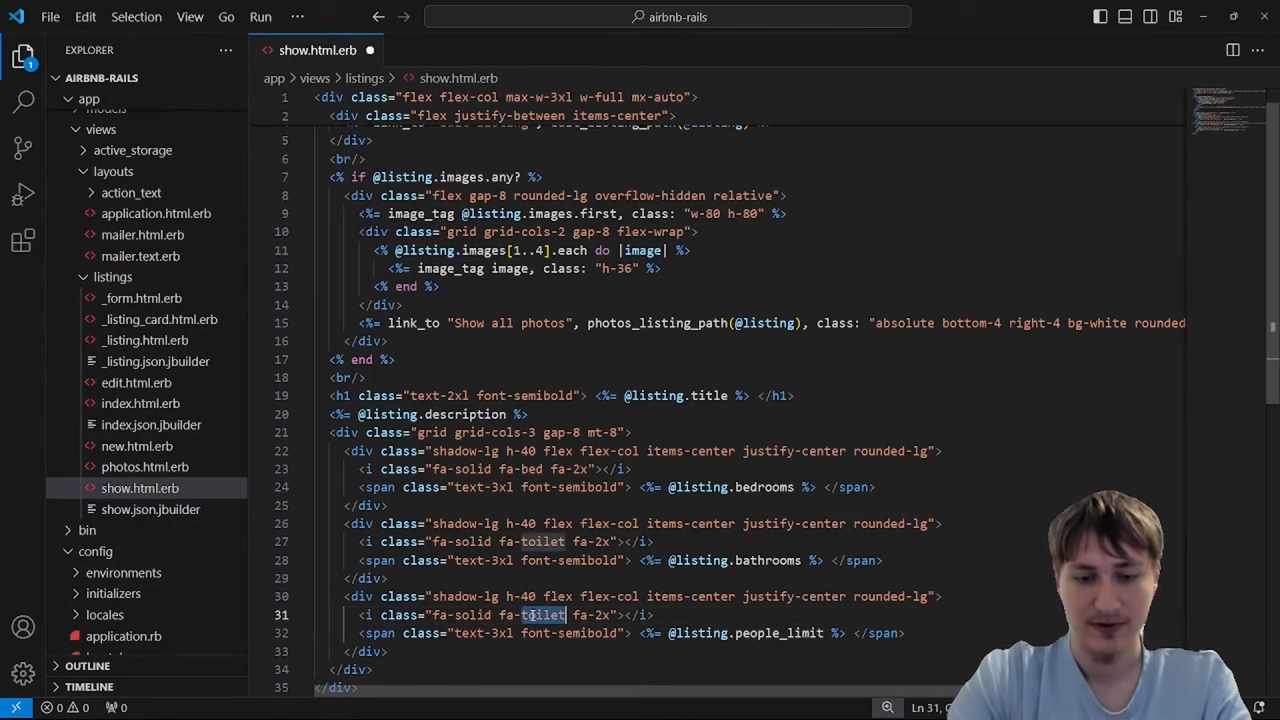 File Edit Selection View Go Run ··· airbnb-rails
EXPLORER ···
show.html.erb
AIRBNB-RAILS
app > views > listings > show.html.erb
app
models
views
active_storage
layouts
action_text
application.html.erb
mailer.html.erb
mailer.text.erb
listings
_form.html.erb
_listing_card.html.erb
_listing.html.erb
_listing.json.jbuilder
edit.html.erb
index.html.erb
index.json.jbuilder
new.html.erb
photos.html.erb
show.html.erb
show.json.jbuilder
bin
config
environments
initializers
locales
application.rb
OUTLINE
TIMELINE
1 <div class="flex flex-col max-w-3xl w-full mx-auto">
2 <div class="flex justify-between items-center">
5 </div>
6 <br/>
7 <% if @listing.images.any? %>
8 <div class="flex gap-8 rounded-lg overflow-hidden relative">
9 <%= image_tag @listing.images.first, class: "w-80 h-80" %>
10 <div class="grid grid-cols-2 gap-8 flex-wrap">
11 <% @listing.images[1..4].each do |image| %>
12 <%= image_tag image, class: "h-36" %>
13 <% end %>
14 </div>
15 <%= link_to "Show all photos", photos_listing_path(@listing), class: "absolute bottom-4 right-4 bg-white rounded
16 </div>
17 <% end %>
18 <br/>
19 <h1 class="text-2xl font-semibold"> <%= @listing.title %> </h1>
20 <%= @listing.description %>
21 <div class="grid grid-cols-3 gap-8 mt-8">
22 <div class="shadow-lg h-40 flex flex-col items-center justify-center rounded-lg">
23 <i class="fa-solid fa-bed fa-2x"></i>
24 <span class="text-3xl font-semibold"> <%= @listing.bedrooms %> </span>
25 </div>
26 <div class="shadow-lg h-40 flex flex-col items-center justify-center rounded-lg">
27 <i class="fa-solid fa-toilet fa-2x"></i>
28 <span class="text-3xl font-semibold"> <%= @listing.bathrooms %> </span>
29 </div>
30 <div class="shadow-lg h-40 flex flex-col items-center justify-center rounded-lg">
31 <i class="fa-solid fa-toilet fa-2x"></i>
32 <span class="text-3xl font-semibold"> <%= @listing.people_limit %> </span>
33 </div>
34 </div>
35 </div>
0 0 0
Ln 31,